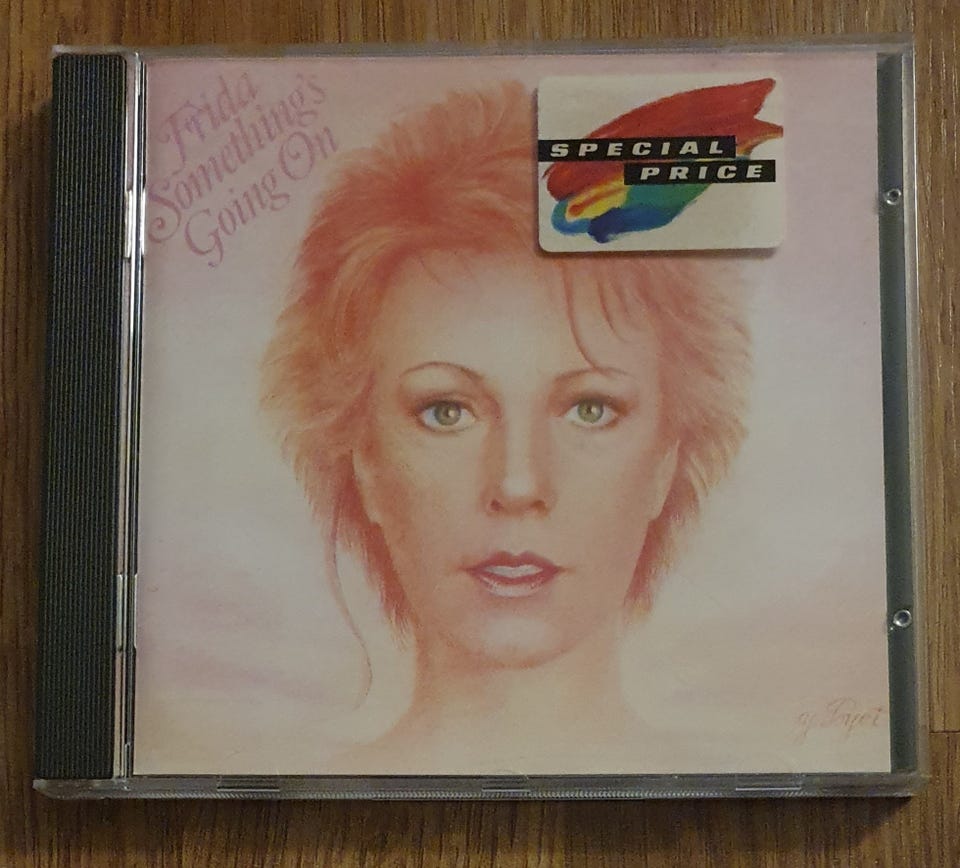 Frida
Something's
Going On
SPECIAL
PRICE